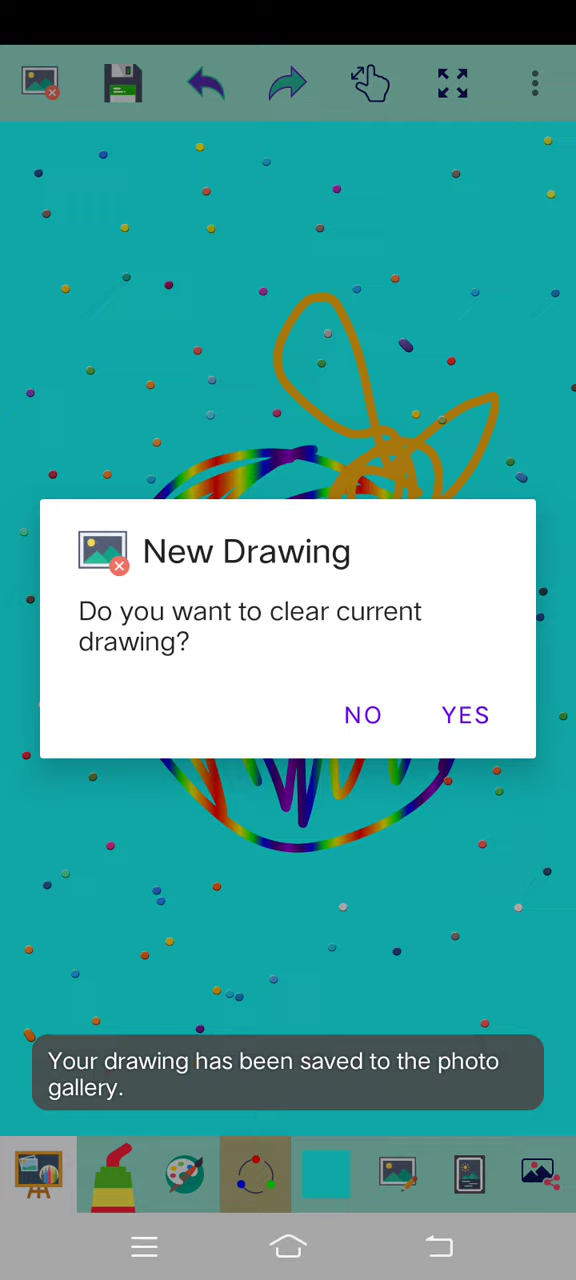 New Drawing
Do you want to clear current
drawing?
NO YES
Your drawing has been saved to the photo
gallery.